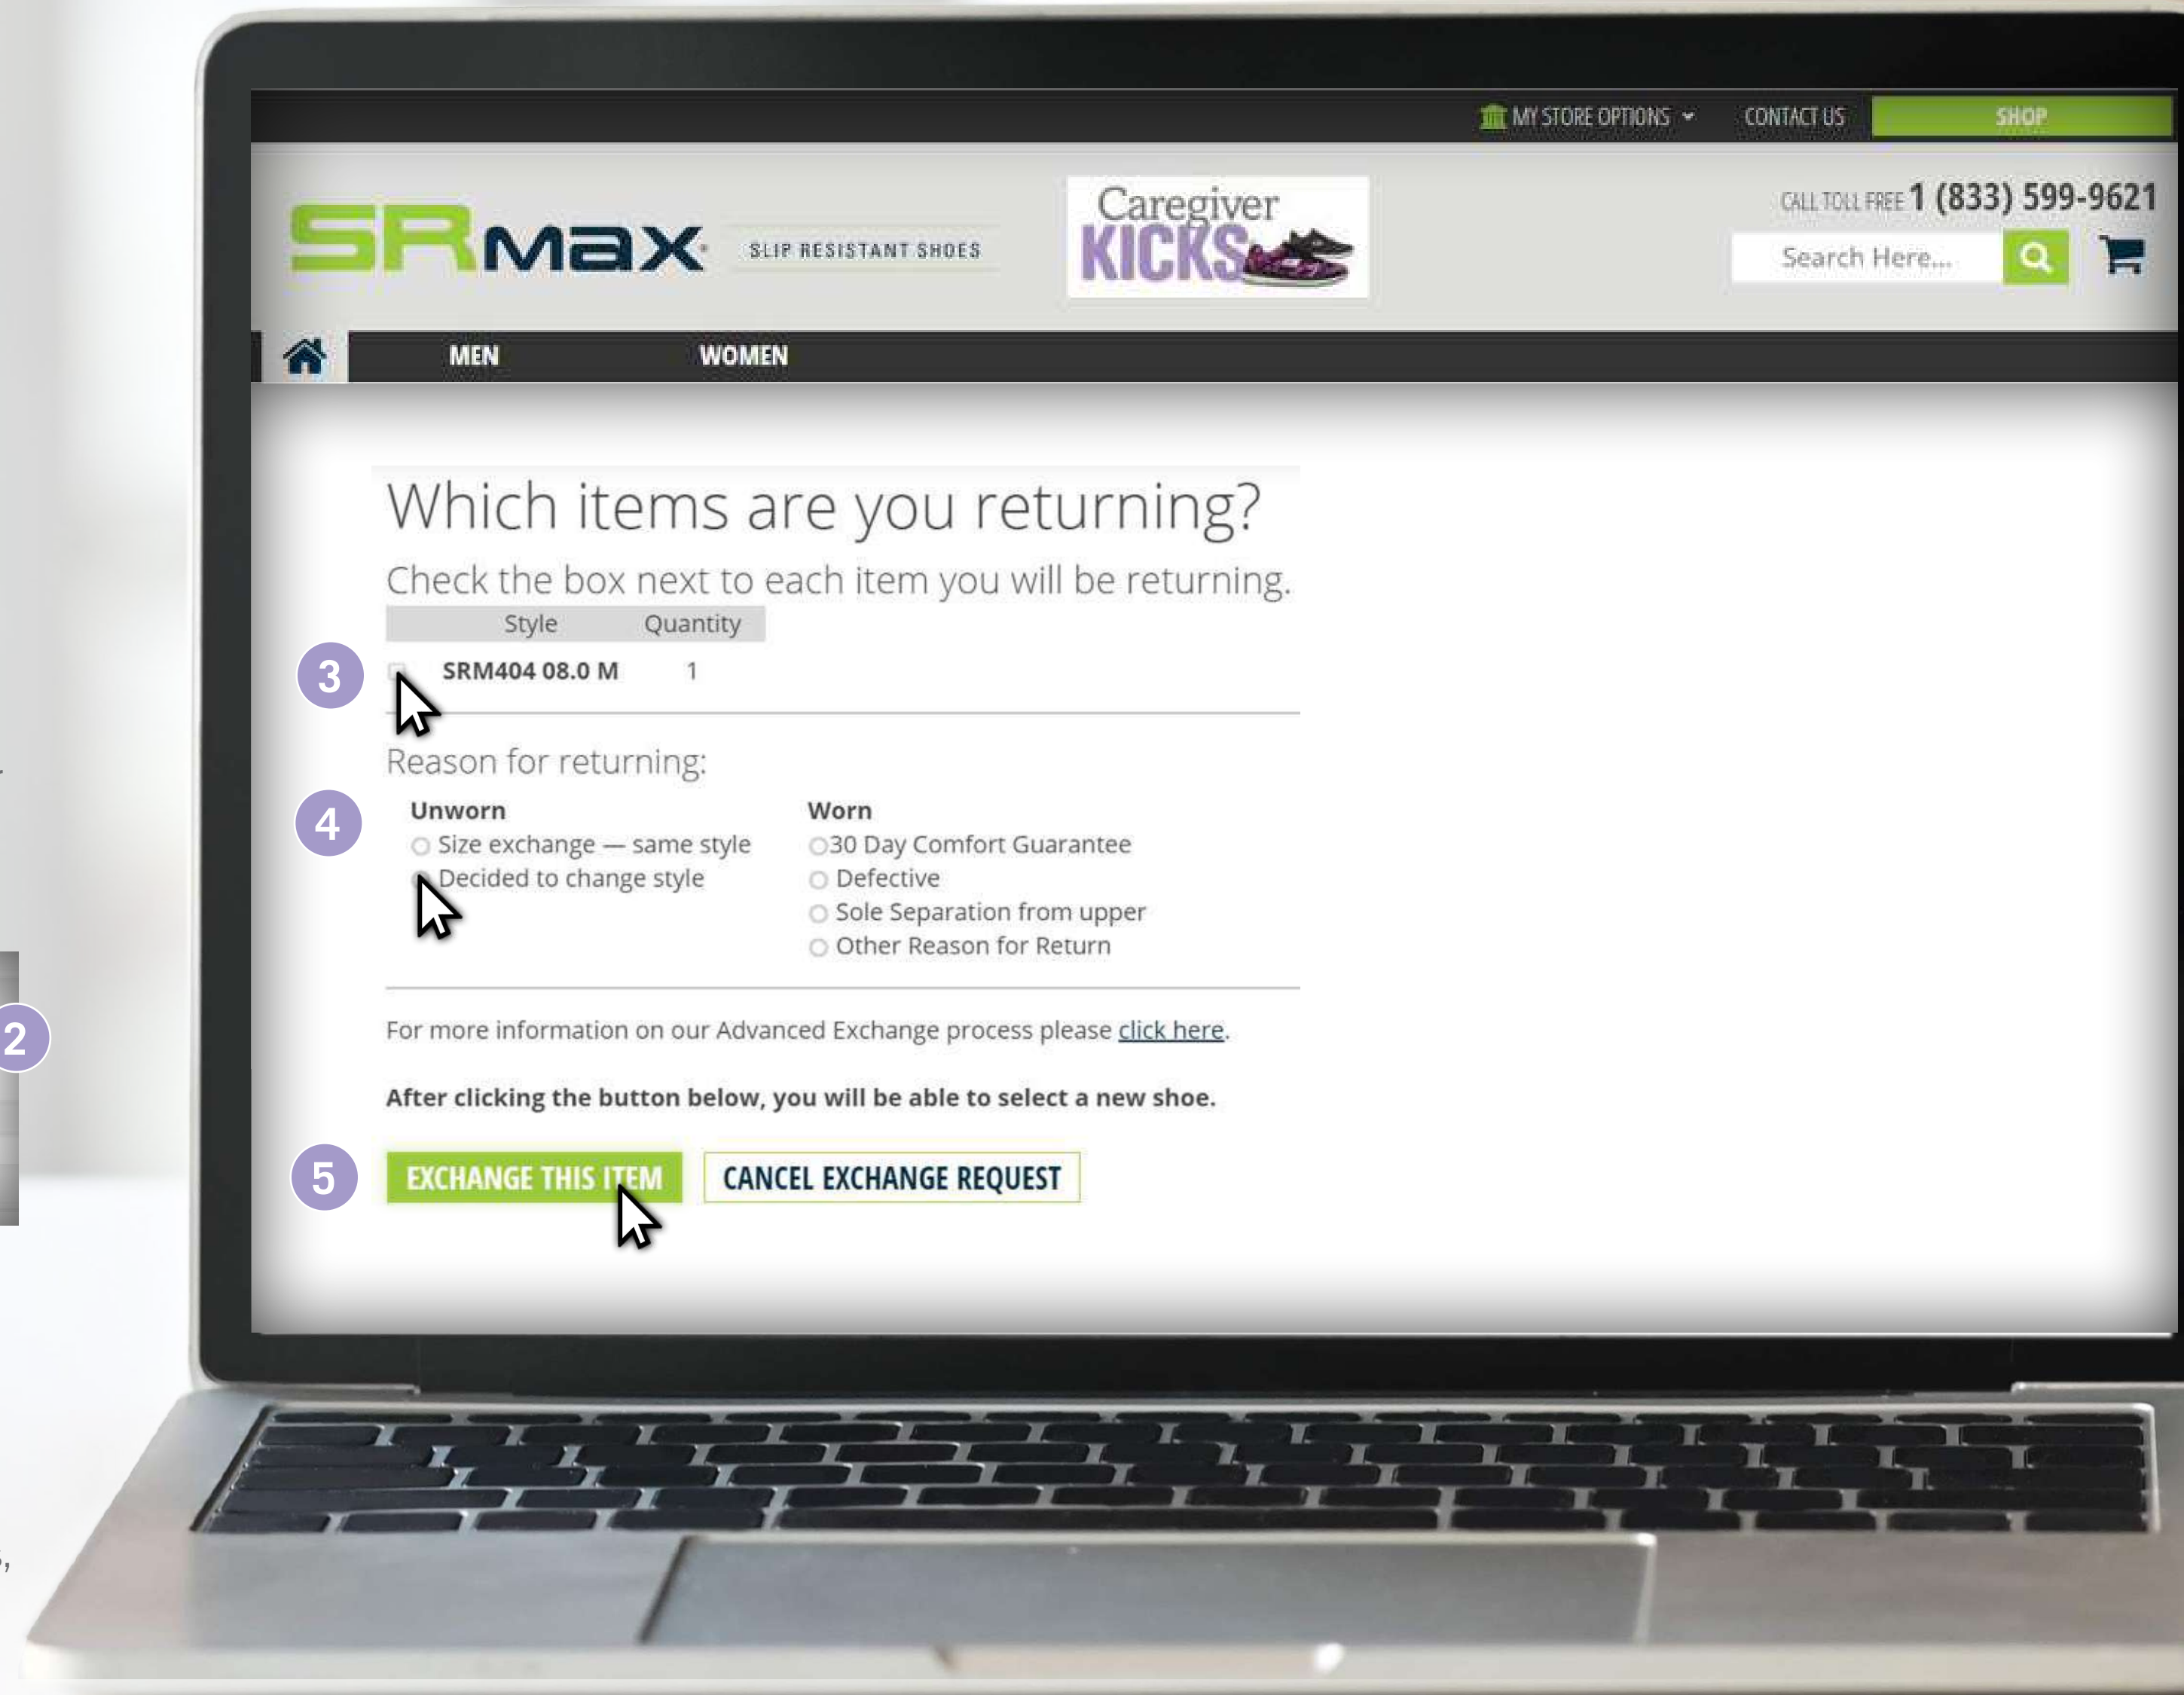 MY STORE OPTIONS CONTACT US SHOP
SRMAX SLIP RESISTANT SHOES
Caregiver
KICKS
CALL TOLL FREE 1 (833) 599-9621
Search Here...
MEN WOMEN
Which items are you returning?
Check the box next to each item you will be returning.
Style Quantity
3 SRM404 08.0 M 1
Reason for returning:
4
Unworn
Size exchange — same style
Decided to change style
Worn
30 Day Comfort Guarantee
Defective
Sole Separation from upper
Other Reason for Return
2
For more information on our Advanced Exchange process please click here.
After clicking the button below, you will be able to select a new shoe.
5 EXCHANGE THIS ITEM CANCEL EXCHANGE REQUEST